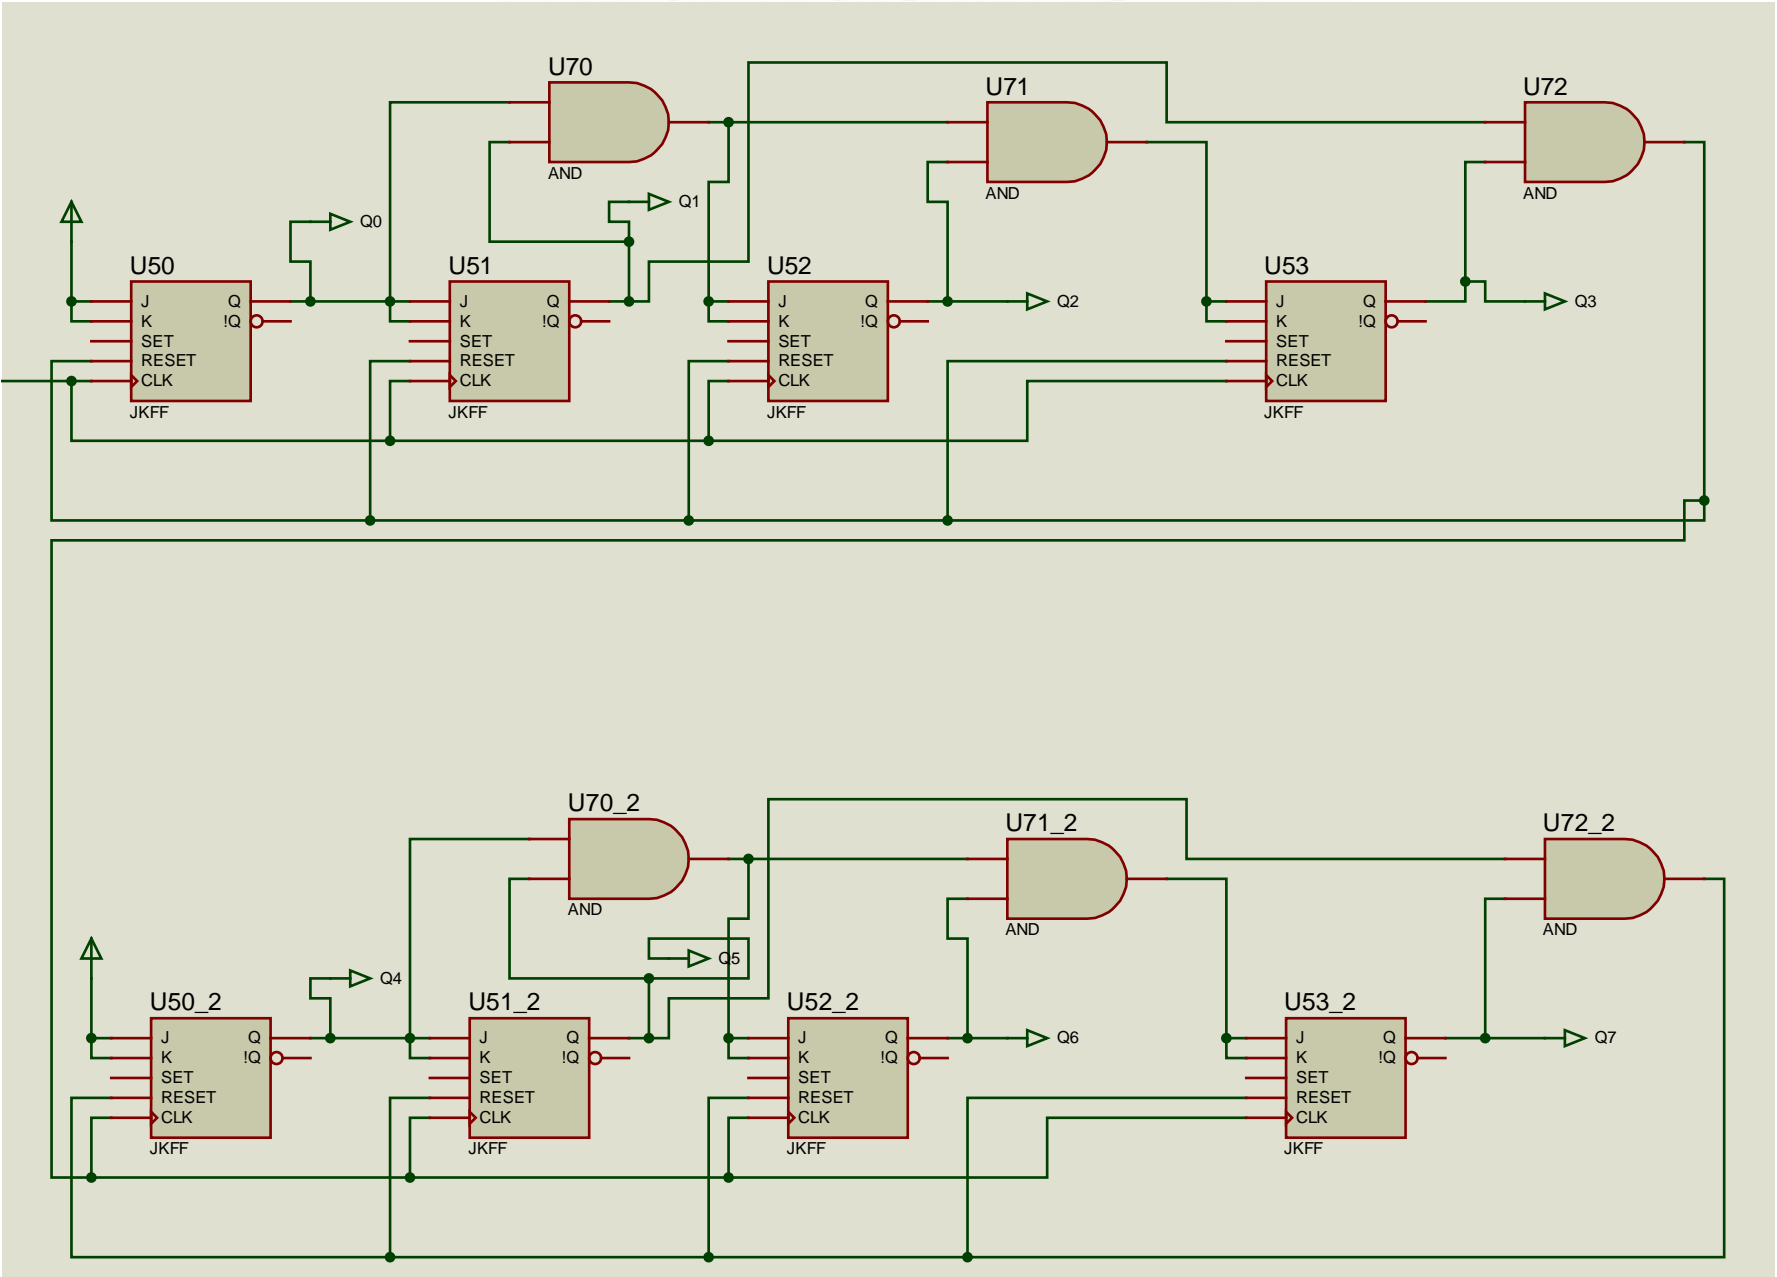 U70
U71
U72
AND
AND
AND
Q0
Q1
U50
U51
U52
U53
J Q
K !Q
SET
RESET
CLK
JKFF
J Q
K !Q
SET
RESET
CLK
JKFF
J Q
K !Q
SET
RESET
CLK
JKFF
Q2
J Q
K !Q
SET
RESET
CLK
JKFF
Q3
U70_2
U71_2
U72_2
AND
AND
AND
Q4
Q5
U50_2
U51_2
U52_2
U53_2
J Q
K !Q
SET
RESET
CLK
JKFF
J Q
K !Q
SET
RESET
CLK
JKFF
J Q
K !Q
SET
RESET
CLK
JKFF
Q6
J Q
K !Q
SET
RESET
CLK
JKFF
Q7